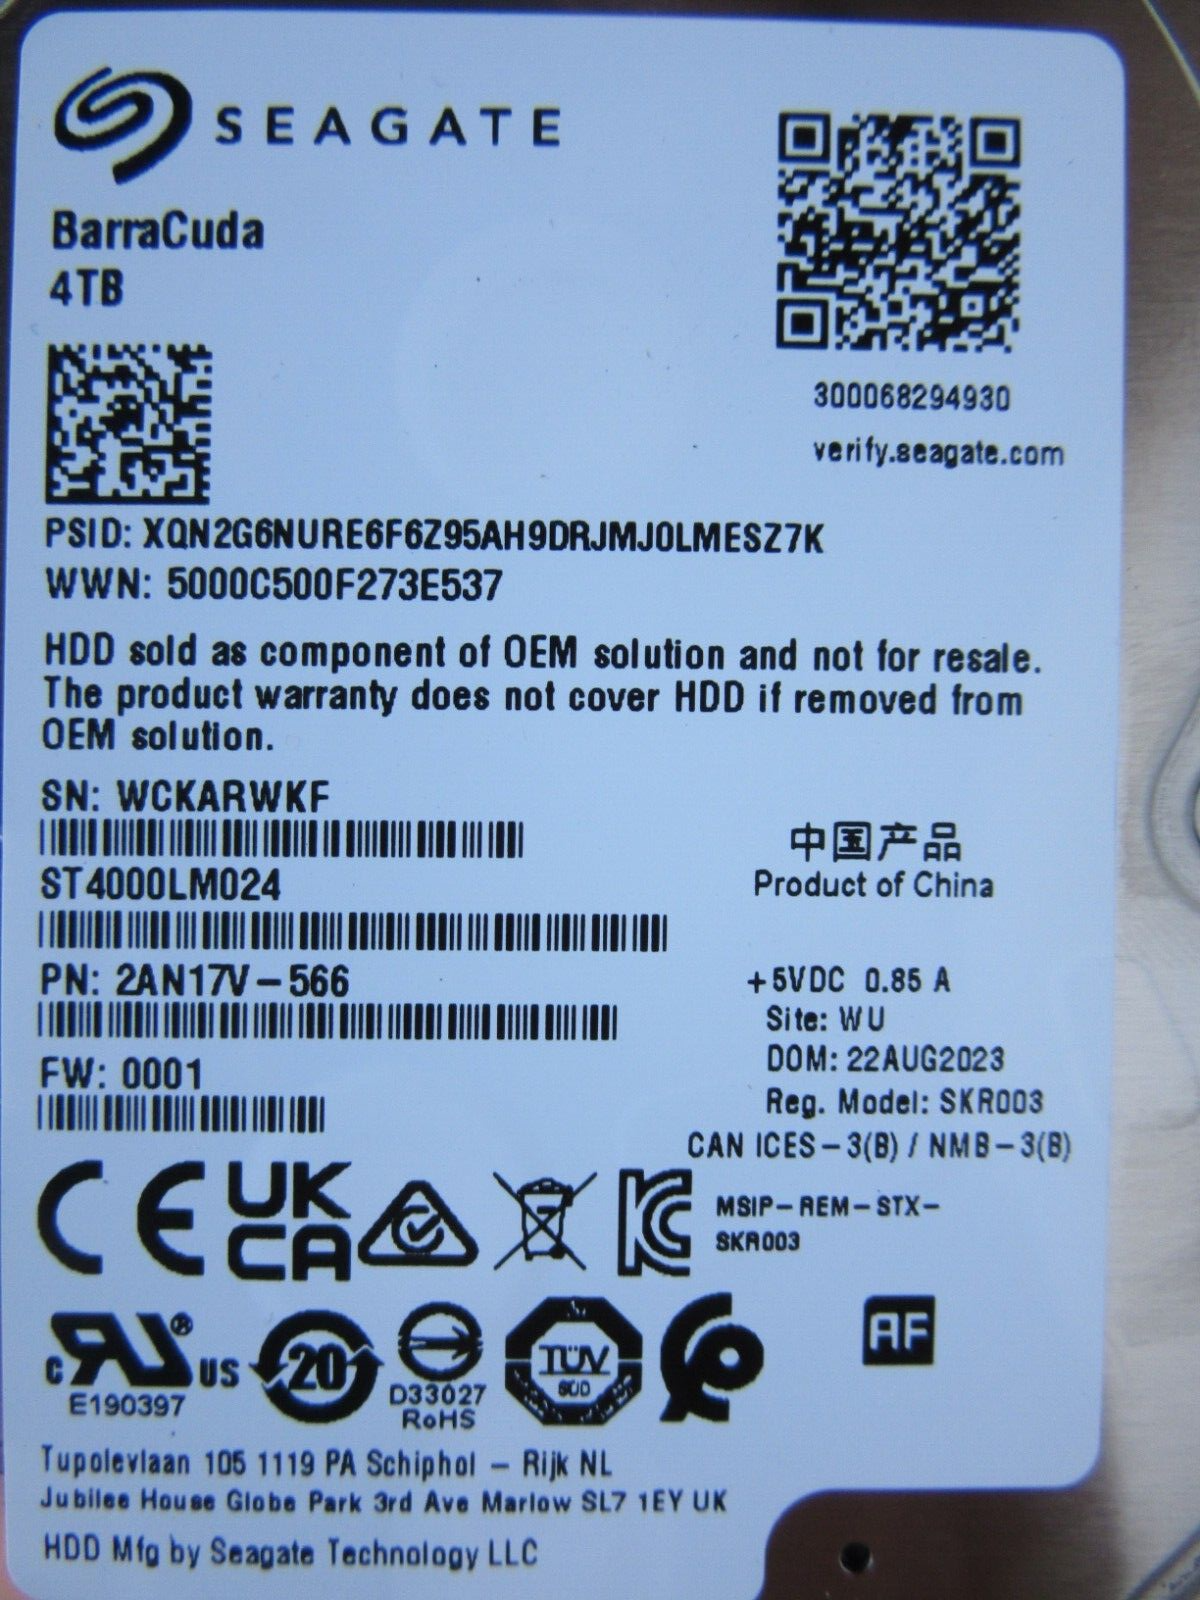 SEAGATE
BarraCuda
4TB
300068294930
verify.seagate.com
PSID: XQN2G6NURE6F6Z95AH9DRJMJ0LMESZ7K
WWN: 5000C500F273E537
HDD sold as component of OEM solution and not for resale.
The product warranty does not cover HDD if removed from
OEM solution.
SN: WCKARWKF
ST4000LM024
PN: 2AN17V-566
FW: 0001
中国产品
Product of China
+5VDC 0.85 A
Site: WU
DOM: 22AUG2023
Reg. Model: SKR003
CAN ICES-3(B) / NMB-3(B)
CE UK CA
MSIP-REM-STX-
SKR003
c RU ® US
E190397
20
D33027
RoHS
TÜV
SÜD
AF
Tupolevlaan 105 1119 PA Schiphol - Rijk NL
Jubilee House Globe Park 3rd Ave Marlow SL7 1EY UK
HDD Mfg by Seagate Technology LLC